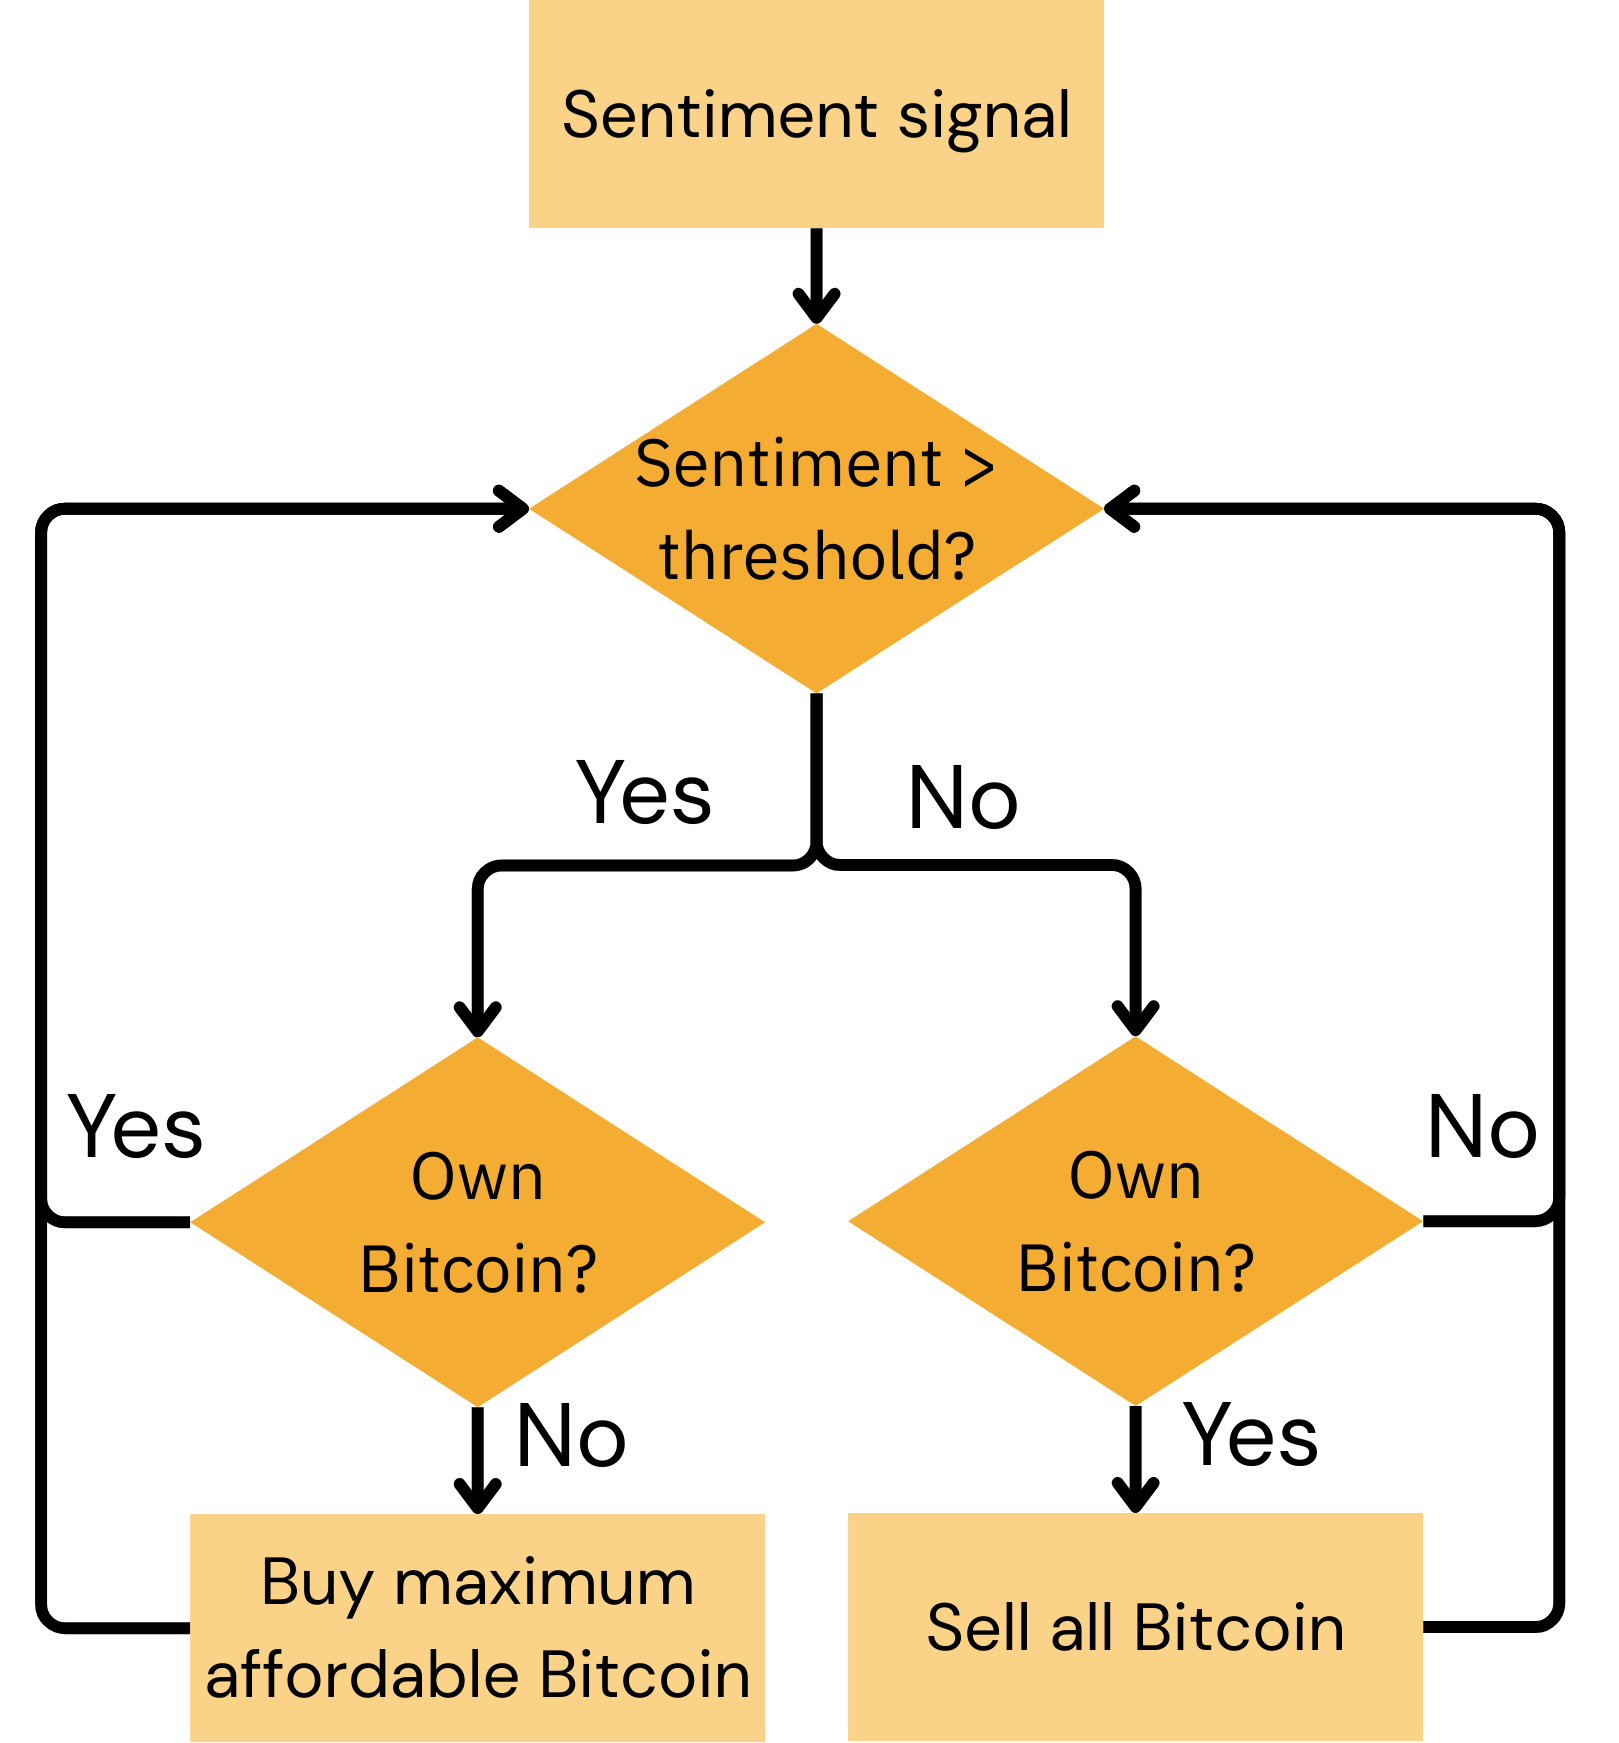 Sentiment signal
Sentiment >
threshold?
Yes
No
Yes
Own
Bitcoin?
Own
Bitcoin?
No
No
Yes
Buy maximum
affordable Bitcoin
Sell all Bitcoin